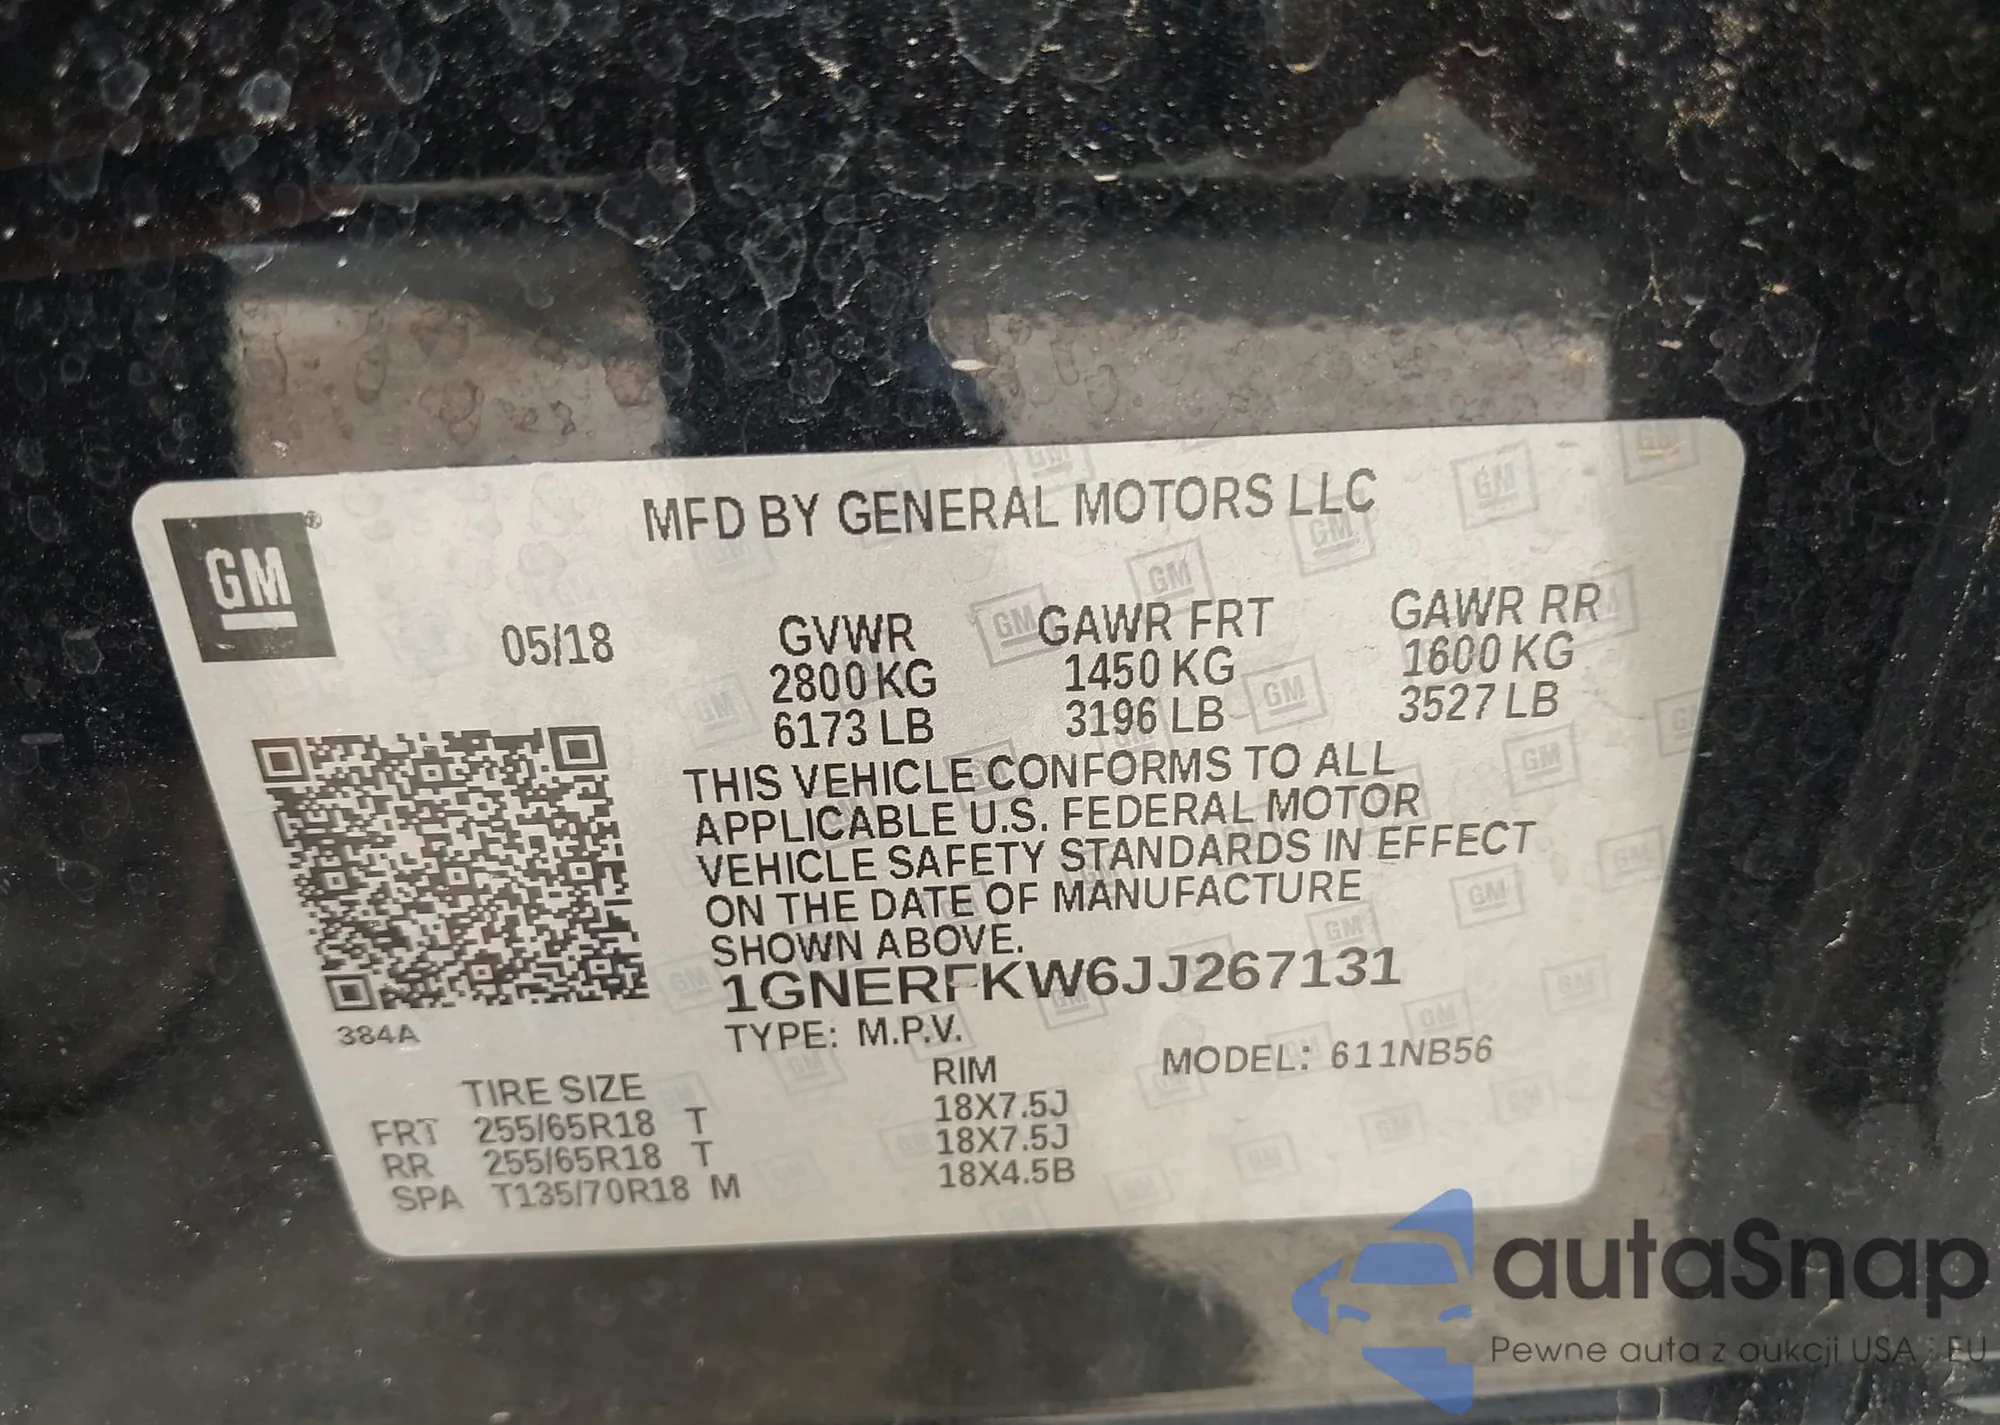 MFD BY GENERAL MOTORS LLC
GM
05/18
GVWR GAWR FRT GAWR RR
2800 KG 1450 KG 1600 KG
6173 LB 3196 LB 3527 LB
THIS VEHICLE CONFORMS TO ALL
APPLICABLE U.S. FEDERAL MOTOR
VEHICLE SAFETY STANDARDS IN EFFECT
ON THE DATE OF MANUFACTURE
SHOWN ABOVE.
1GNERFKW6JJ267131
384A
TYPE: M.P.V. MODEL: 611NB56
TIRE SIZE RIM
FRT 255/65R18 T 18X7.5J
RR 255/65R18 T 18X7.5J
SPA T135/70R18 M 18X4.5B
autaSnap
Pewne auta z aukcji USA i EU